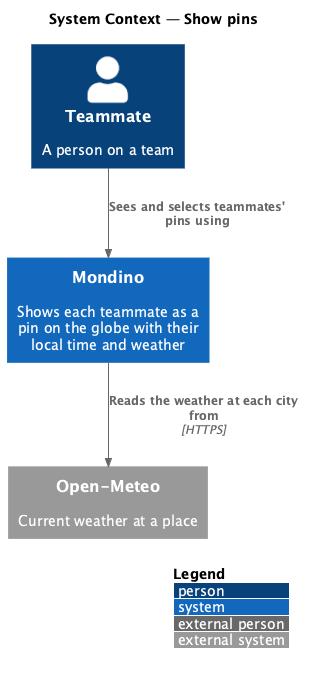 System Context — Show pins
Teammate
A person on a team
Sees and selects teammates'
pins using
Mondino
Shows each teammate as a
pin on the globe with their
local time and weather
Reads the weather at each city
from
[HTTPS]
Open-Meteo
Current weather at a place
Legend
person
system
external person
external system